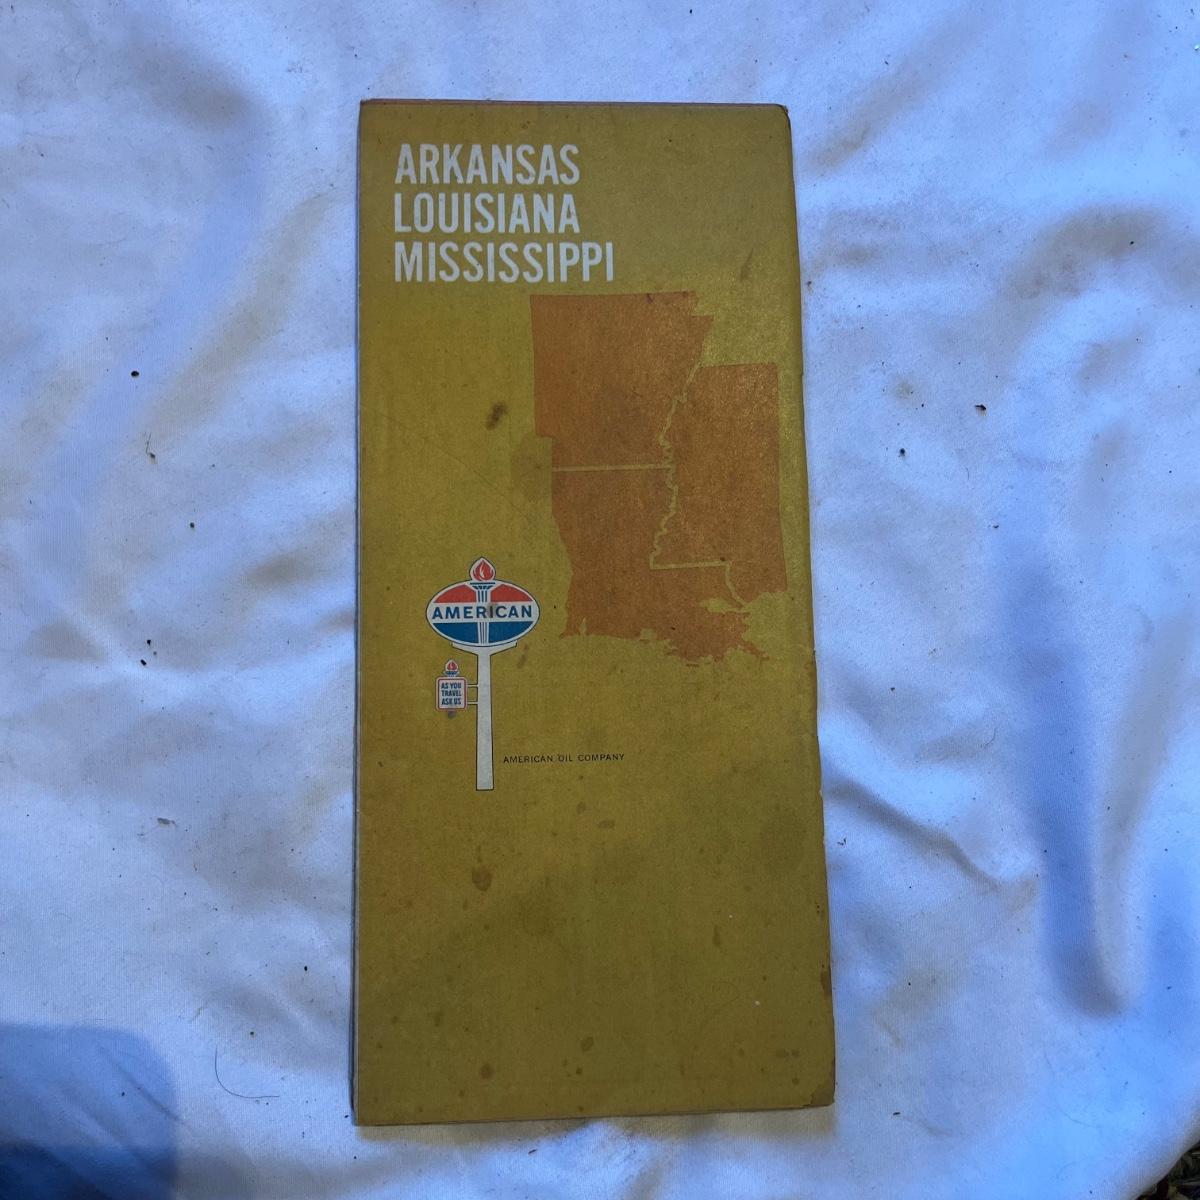 ARKANSAS
LOUISIANA
MISSISSIPPI
AMERICAN
AS YOU
TRAVEL
ASK US
AMERICAN OIL COMPANY